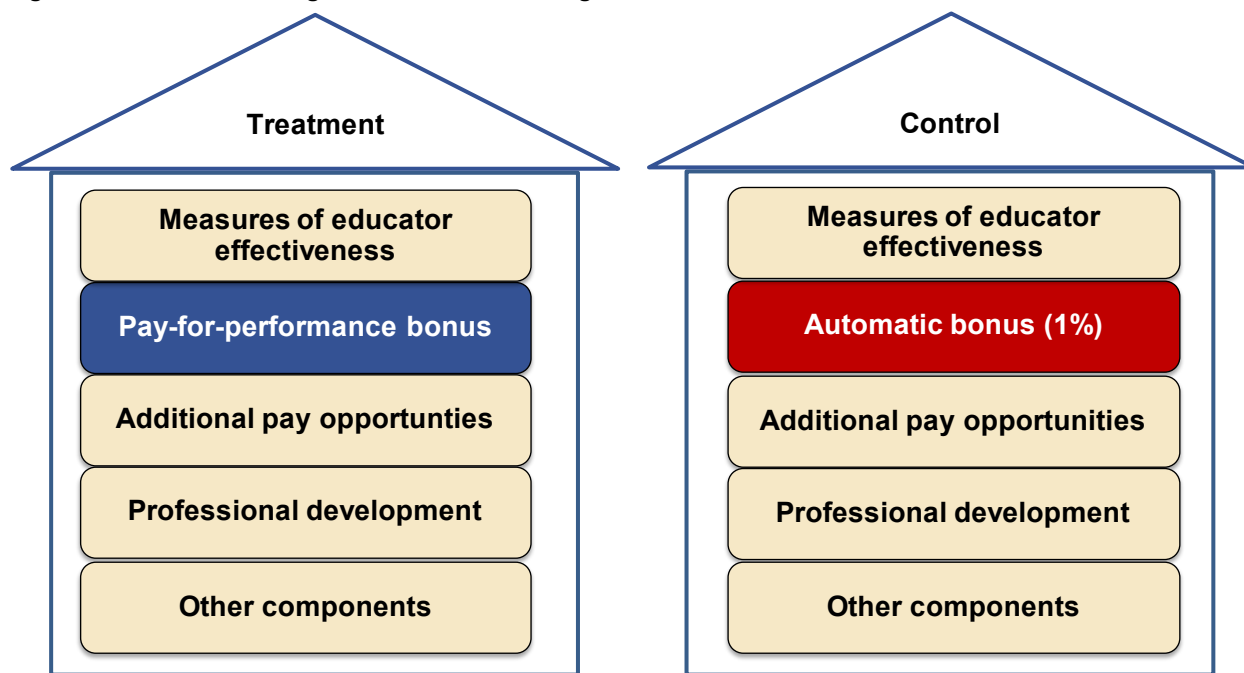 Treatment
Measures of educator
effectiveness
Pay-for-performance bonus
Additional pay opportunties
Professional development
Other components
Control
Measures of educator
effectiveness
Automatic bonus (1%)
Additional pay opportunities
Professional development
Other components